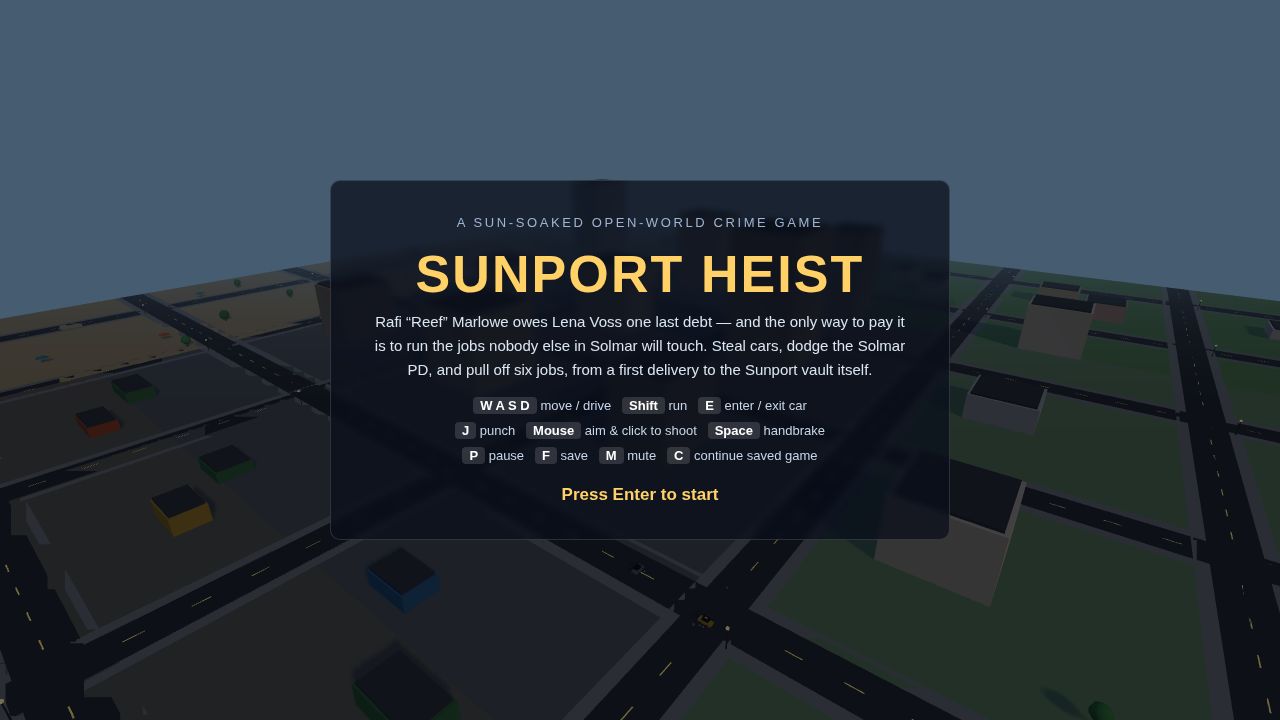 A SUN-SOAKED OPEN-WORLD CRIME GAME
SUNPORT HEIST
Rafi “Reef” Marlowe owes Lena Voss one last debt — and the only way to pay it
is to run the jobs nobody else in Solmar will touch. Steal cars, dodge the Solmar
PD, and pull off six jobs, from a first delivery to the Sunport vault itself.
W A S D move / drive Shift run E enter / exit car
J punch Mouse aim & click to shoot Space handbrake
P pause F save M mute C continue saved game
Press Enter to start